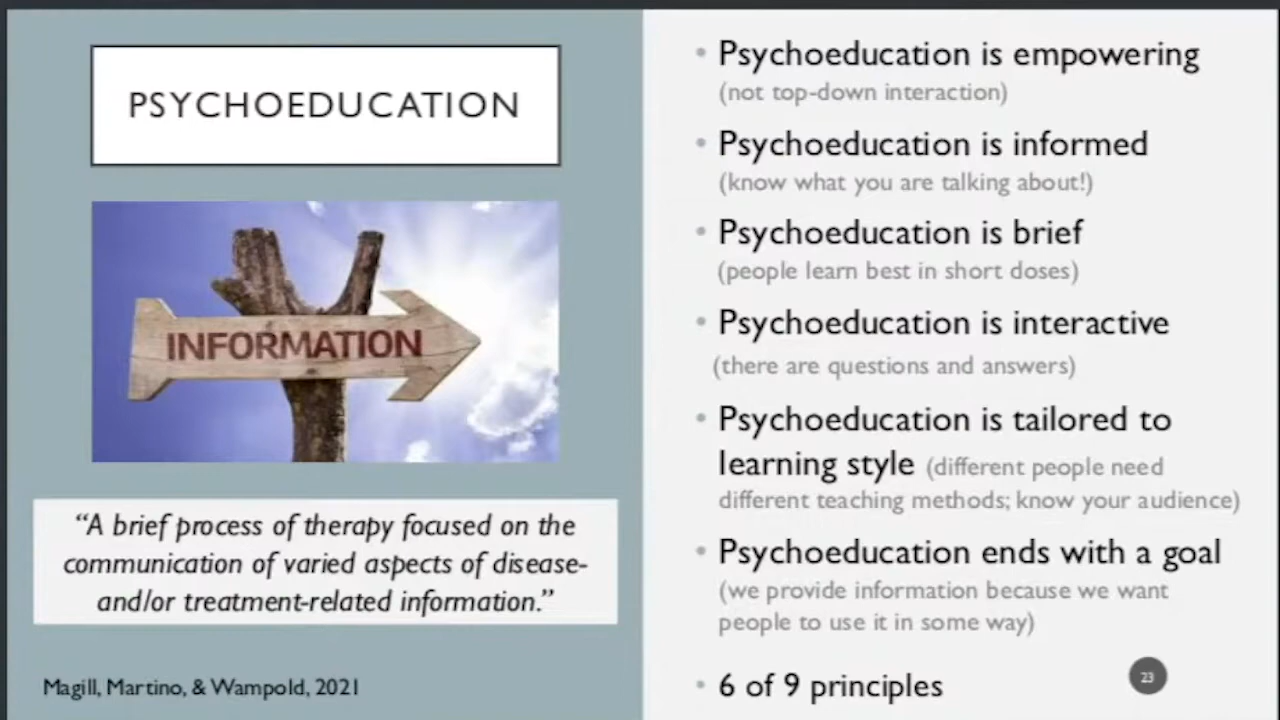 PSYCHOEDUCATION
INFORMATION
“A brief process of therapy focused on the
communication of varied aspects of disease-
and/or treatment-related information.”
Magill, Martino, & Wampold, 2021
• Psychoeducation is empowering
(not top-down interaction)
• Psychoeducation is informed
(know what you are talking about!)
• Psychoeducation is brief
(people learn best in short doses)
• Psychoeducation is interactive
(there are questions and answers)
• Psychoeducation is tailored to
learning style (different people need
different teaching methods; know your audience)
• Psychoeducation ends with a goal
(we provide information because we want
people to use it in some way)
• 6 of 9 principles
23